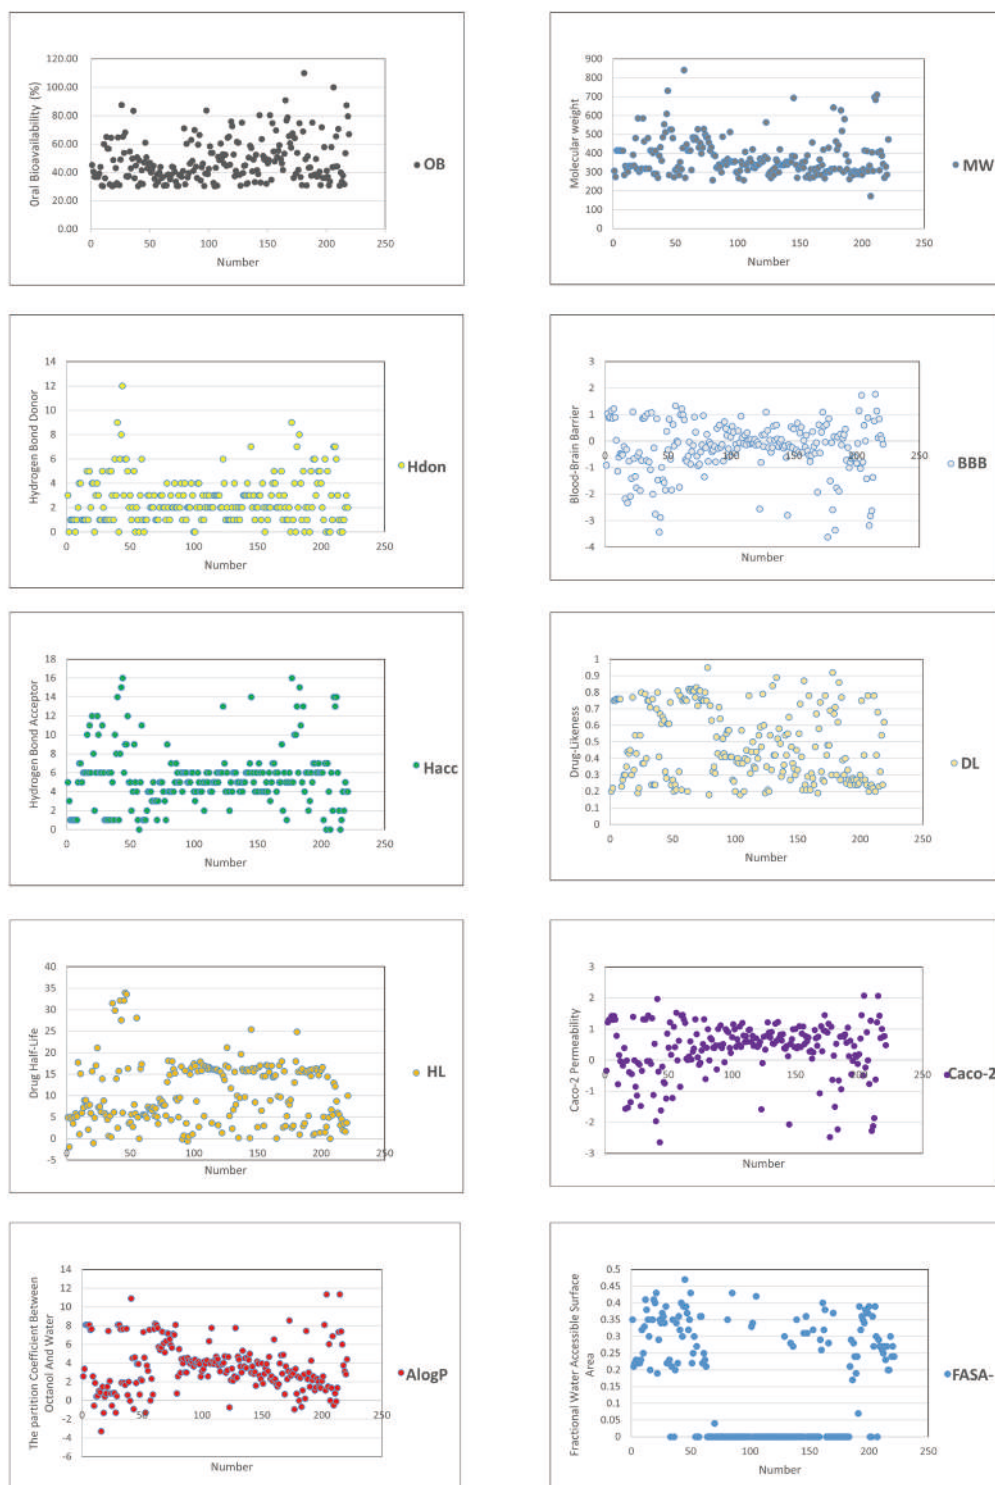 120.00
100.00
80.00
60.00
40.00
20.00
0.00
0 50 100 150 200 250
Oral Bioavailability (%)
Number
OB
900
800
700
600
500
400
300
200
100
0
0 50 100 150 200 250
Molecular weight
Number
MW
14
12
10
8
6
4
2
0
0 50 100 150 200 250
Hydrogen Bond Donor
Number
Hdon
3
2
1
0
-1
-2
-3
-4
0 50 100 150 200 250
Blood-Brain Barrier
Number
BBB
18
16
14
12
10
8
6
4
2
0
0 50 100 150 200 250
Hydrogen Bond Acceptor
Number
Hacc
1
0.9
0.8
0.7
0.6
0.5
0.4
0.3
0.2
0.1
0
0 50 100 150 200 250
Drug-Likeness
Number
DL
40
35
30
25
20
15
10
5
0
-5
0 50 100 150 200 250
Drug Half-Life
Number
HL
3
2
1
0
-1
-2
-3
0 50 100 150 200 250
Caco-2 Permeability
Number
Caco-2
14
12
10
8
6
4
2
0
-2
-4
-6
0 50 100 150 200 250
The partition Coefficient Between
Octanol And Water
Number
AlogP
0.5
0.45
0.4
0.35
0.3
0.25
0.2
0.15
0.1
0.05
0
0 50 100 150 200 250
Fractional Water Accessible Surface
Area
Number
FASA-